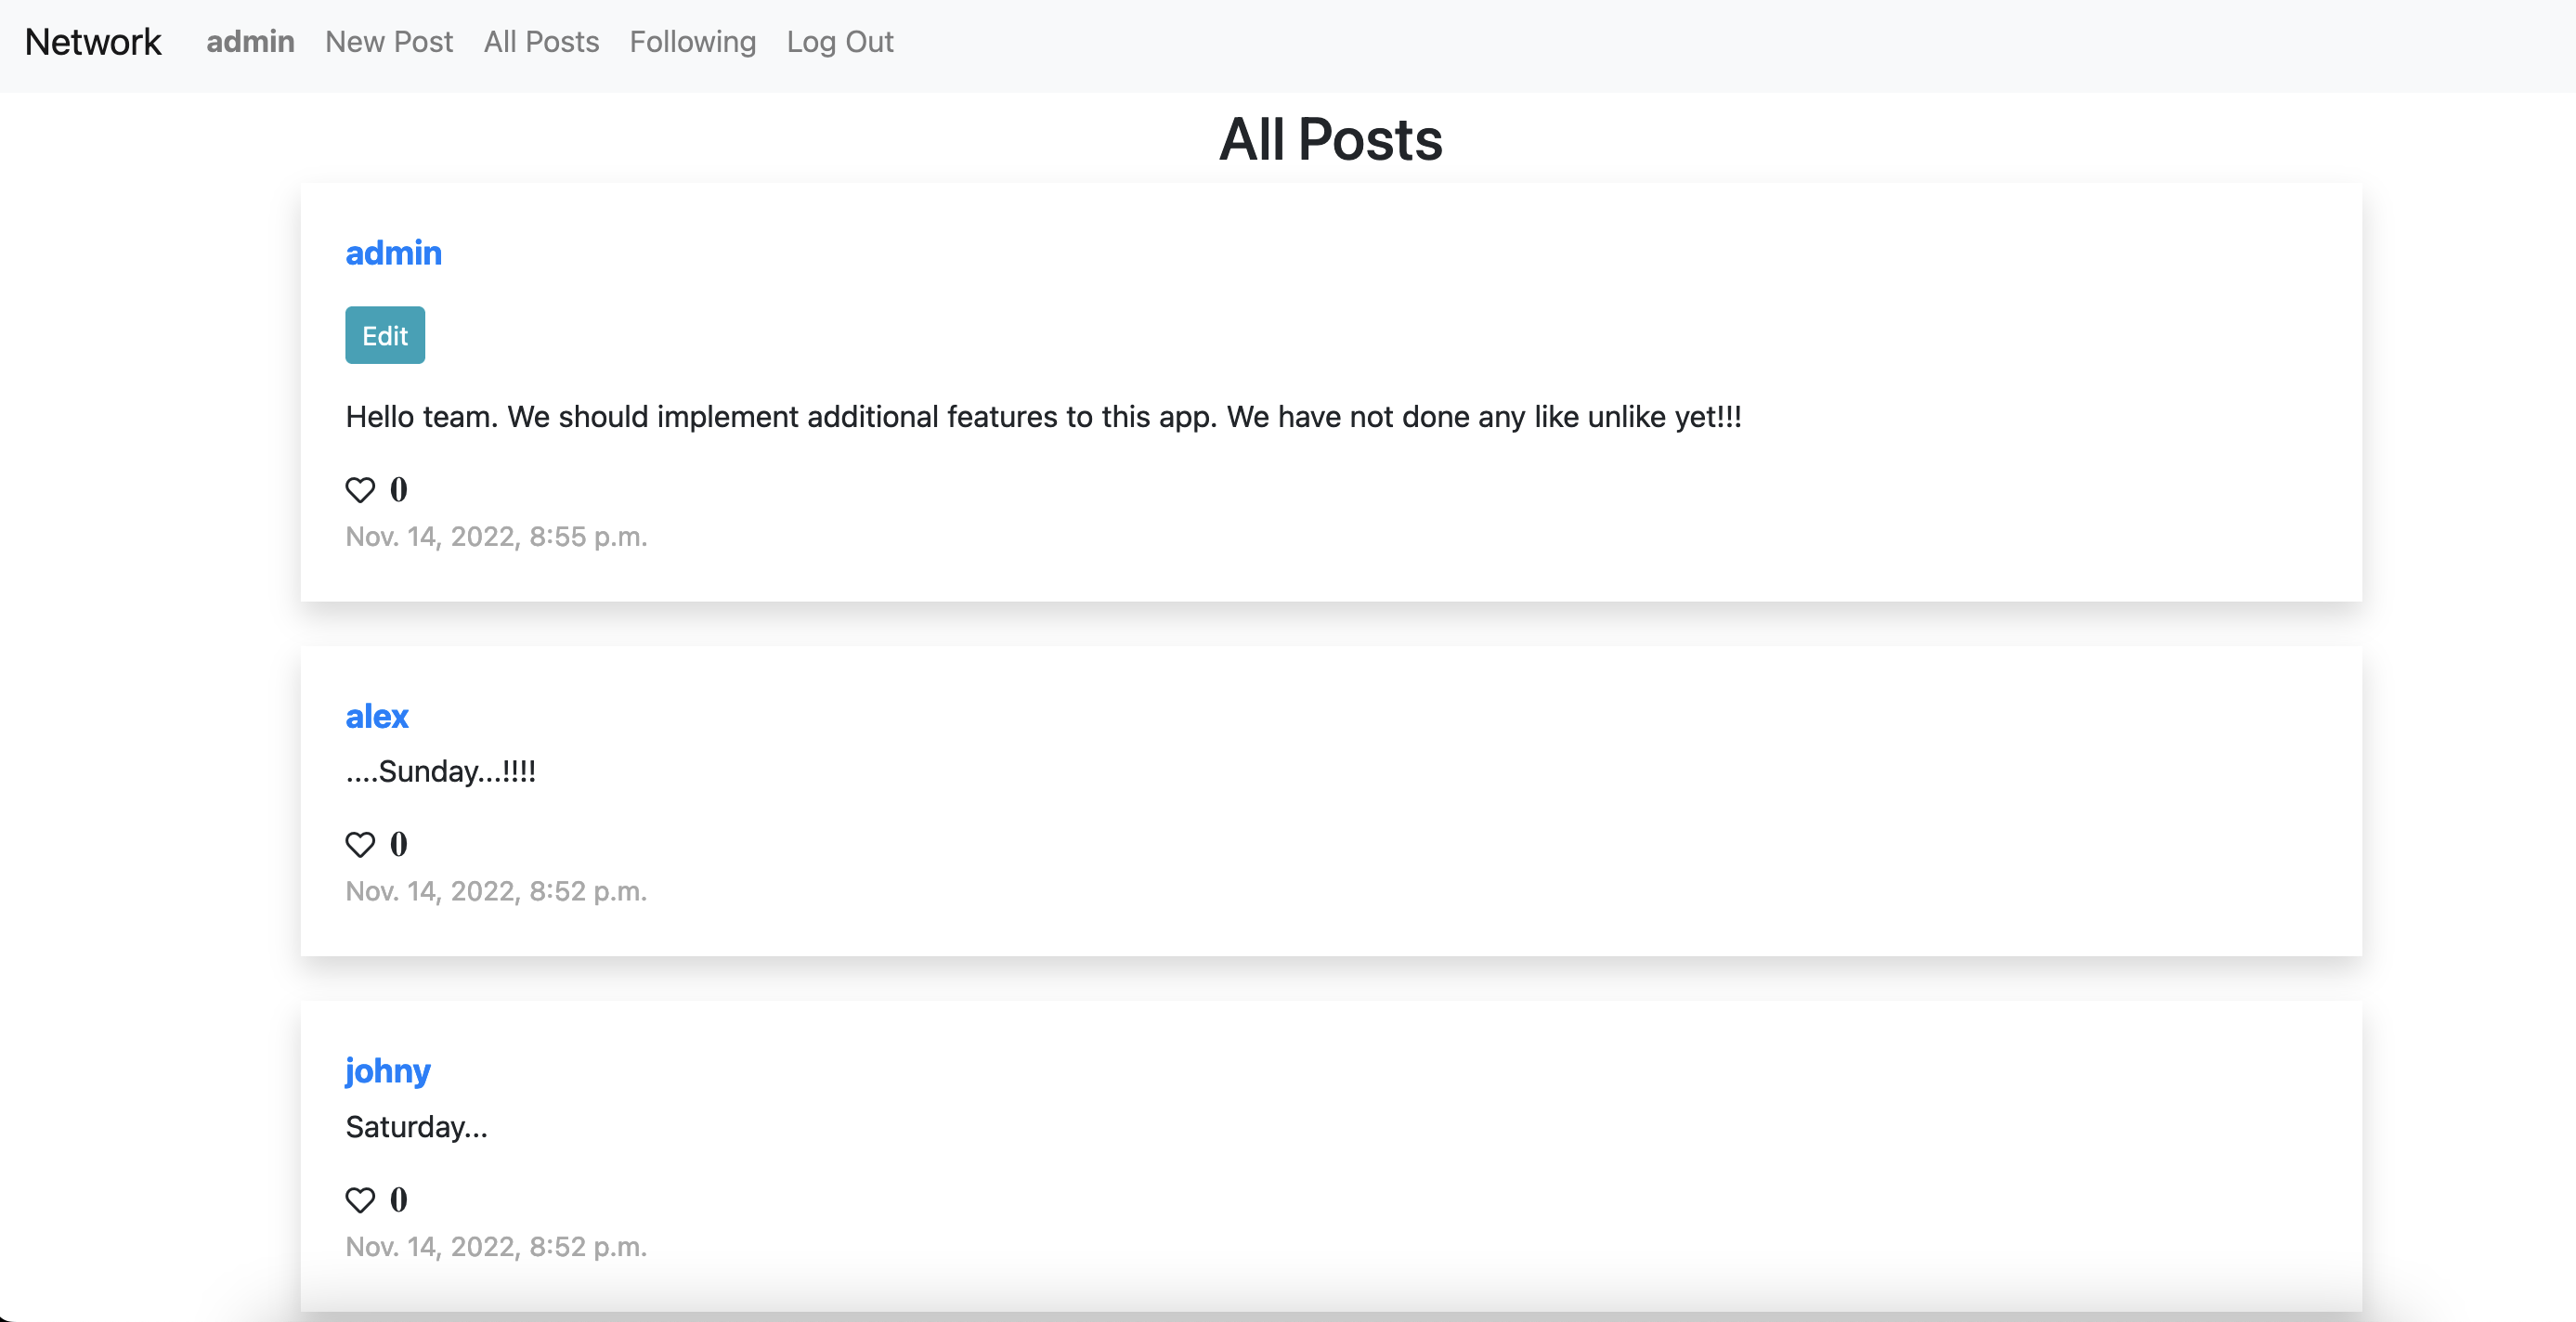 Network admin New Post All Posts Following Log Out
All Posts
admin
Edit
Hello team. We should implement additional features to this app. We have not done any like unlike yet!!!
0
Nov. 14, 2022, 8:55 p.m.
alex
....Sunday...!!!!
0
Nov. 14, 2022, 8:52 p.m.
johny
Saturday...
0
Nov. 14, 2022, 8:52 p.m.